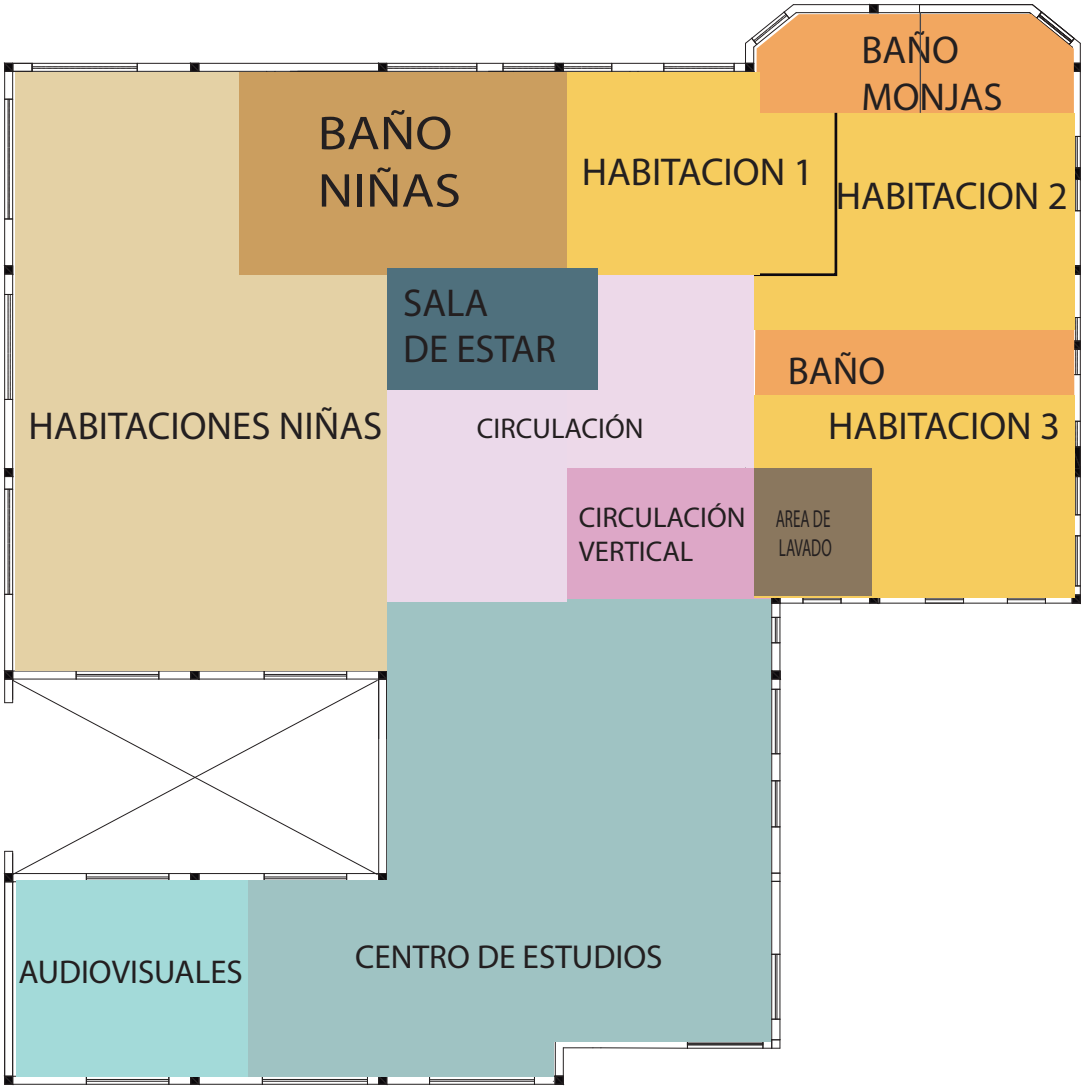 BAÑO
MONJAS
BAÑO
NIÑAS
HABITACION 1
HABITACION 2
SALA
DE ESTAR
BAÑO
HABITACIONES NIÑAS
CIRCULACIÓN
HABITACION 3
CIRCULACIÓN
VERTICAL
AREA DE
LAVADO
AUDIOVISUALES
CENTRO DE ESTUDIOS